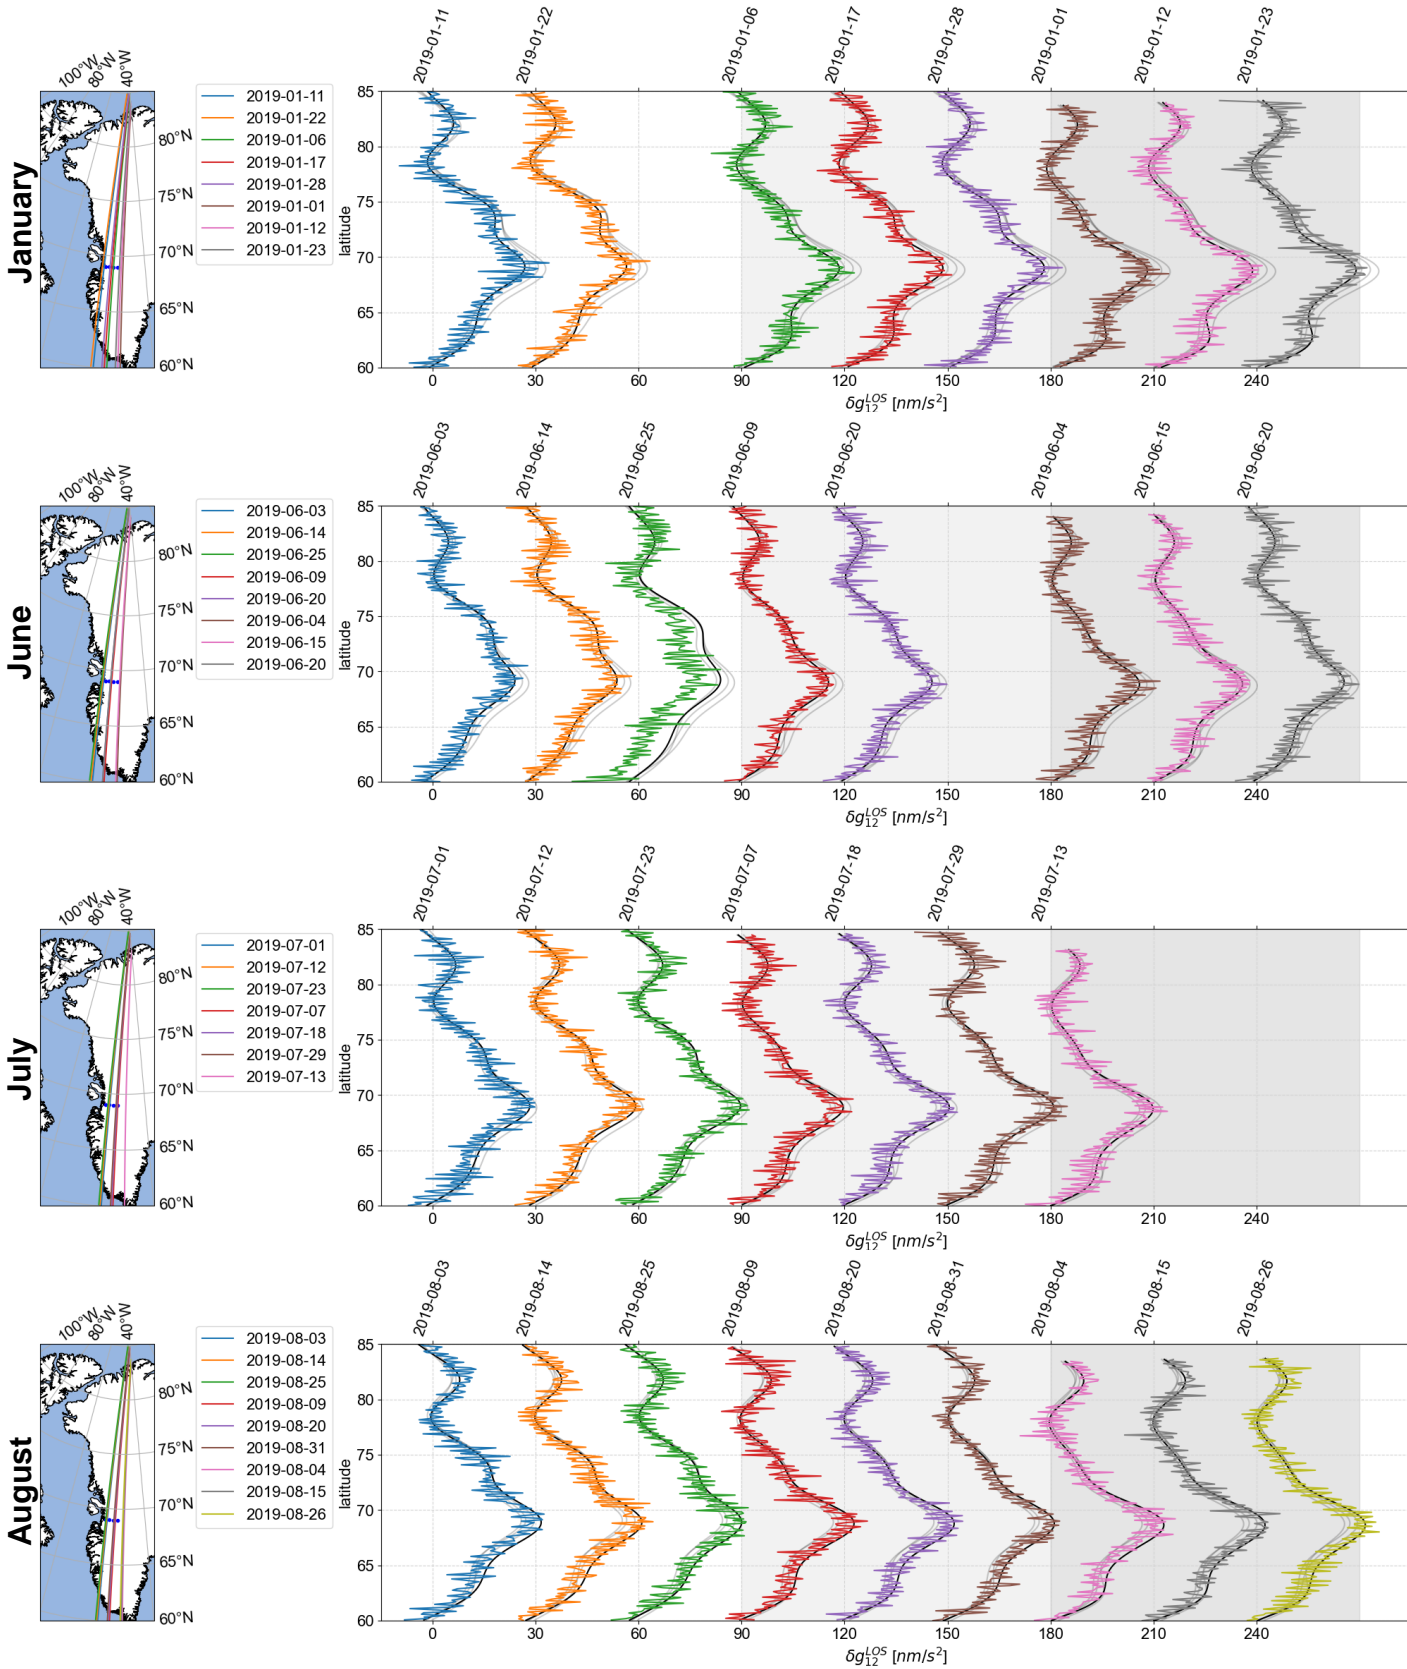 January
100°W
80°W
40°W
80°N
75°N
70°N
65°N
60°N
2019-01-11
2019-01-22
2019-01-06
2019-01-17
2019-01-28
2019-01-01
2019-01-12
2019-01-23
2019-01-11
2019-01-22
2019-01-06
2019-01-17
2019-01-28
2019-01-01
2019-01-12
2019-01-23
latitude
85
80
75
70
65
60
0 30 60 90 120 150 180 210 240
δg₁₂^LOS [nm/s²]
June
100°W
80°W
40°W
80°N
75°N
70°N
65°N
60°N
2019-06-03
2019-06-14
2019-06-25
2019-06-09
2019-06-20
2019-06-04
2019-06-15
2019-06-20
2019-06-03
2019-06-14
2019-06-25
2019-06-09
2019-06-20
2019-06-04
2019-06-15
2019-06-20
latitude
85
80
75
70
65
60
0 30 60 90 120 150 180 210 240
δg₁₂^LOS [nm/s²]
July
100°W
80°W
40°W
80°N
75°N
70°N
65°N
60°N
2019-07-01
2019-07-12
2019-07-23
2019-07-07
2019-07-18
2019-07-29
2019-07-13
2019-07-01
2019-07-12
2019-07-23
2019-07-07
2019-07-18
2019-07-29
2019-07-13
latitude
85
80
75
70
65
60
0 30 60 90 120 150 180 210 240
δg₁₂^LOS [nm/s²]
August
100°W
80°W
40°W
80°N
75°N
70°N
65°N
60°N
2019-08-03
2019-08-14
2019-08-25
2019-08-09
2019-08-20
2019-08-31
2019-08-04
2019-08-15
2019-08-26
2019-08-03
2019-08-14
2019-08-25
2019-08-09
2019-08-20
2019-08-31
2019-08-04
2019-08-15
2019-08-26
latitude
85
80
75
70
65
60
0 30 60 90 120 150 180 210 240
δg₁₂^LOS [nm/s²]